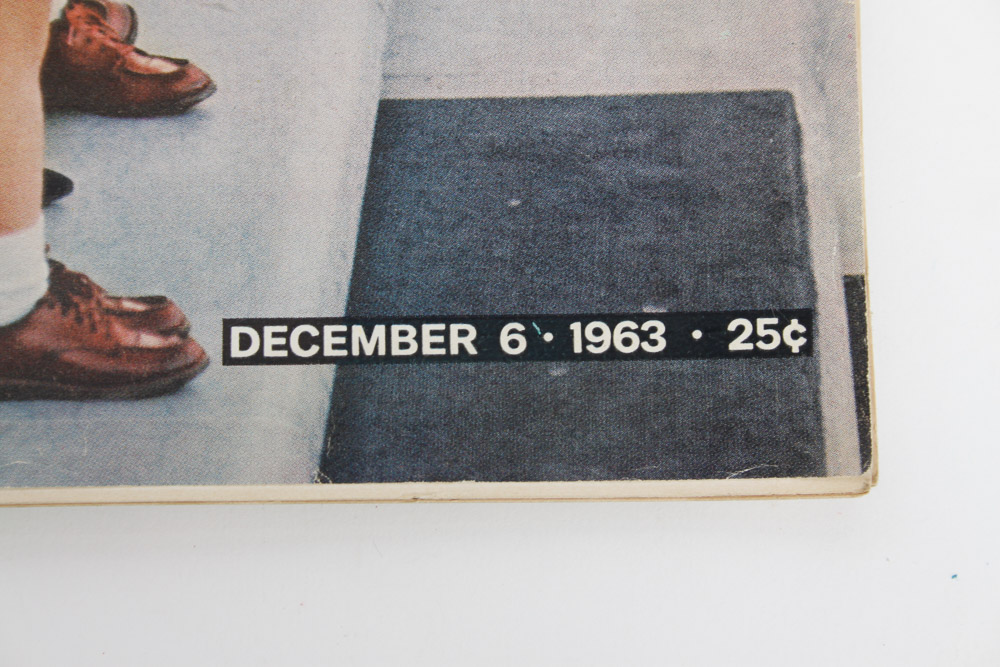 DECEMBER 6 · 1963 · 25¢